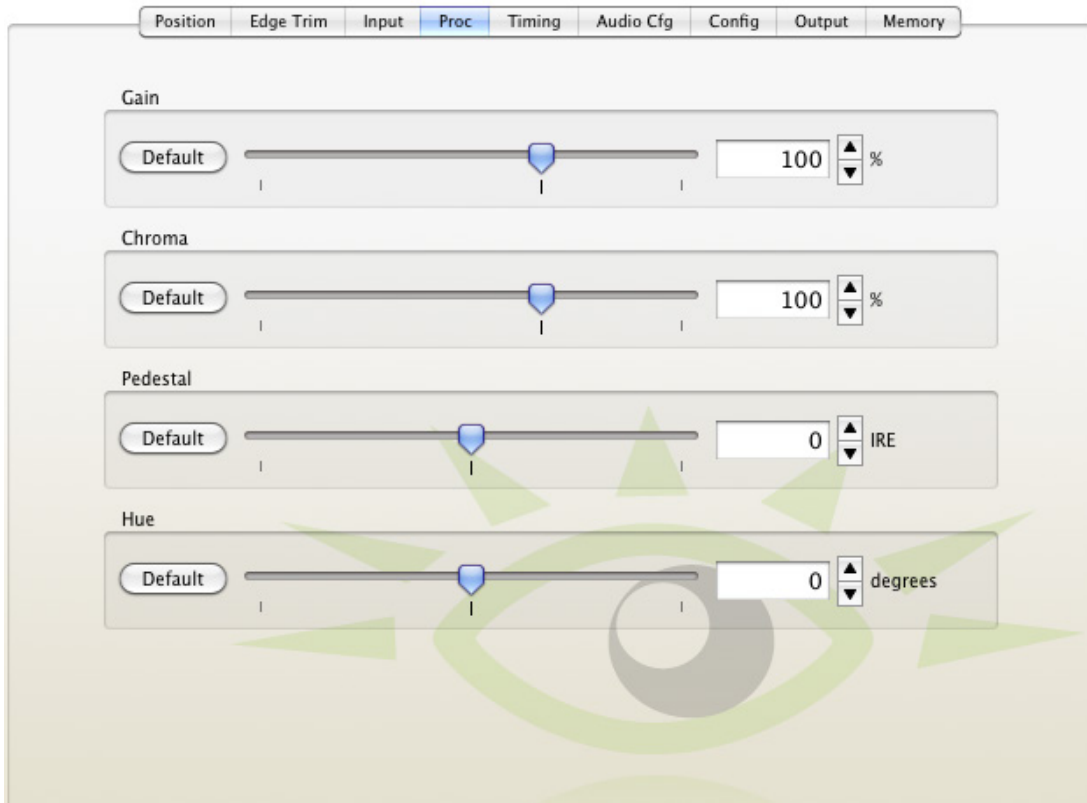 Position Edge Trim Input Proc Timing Audio Cfg Config Output Memory
Gain
Default 100 %
Chroma
Default 100 %
Pedestal
Default 0 IRE
Hue
Default 0 degrees